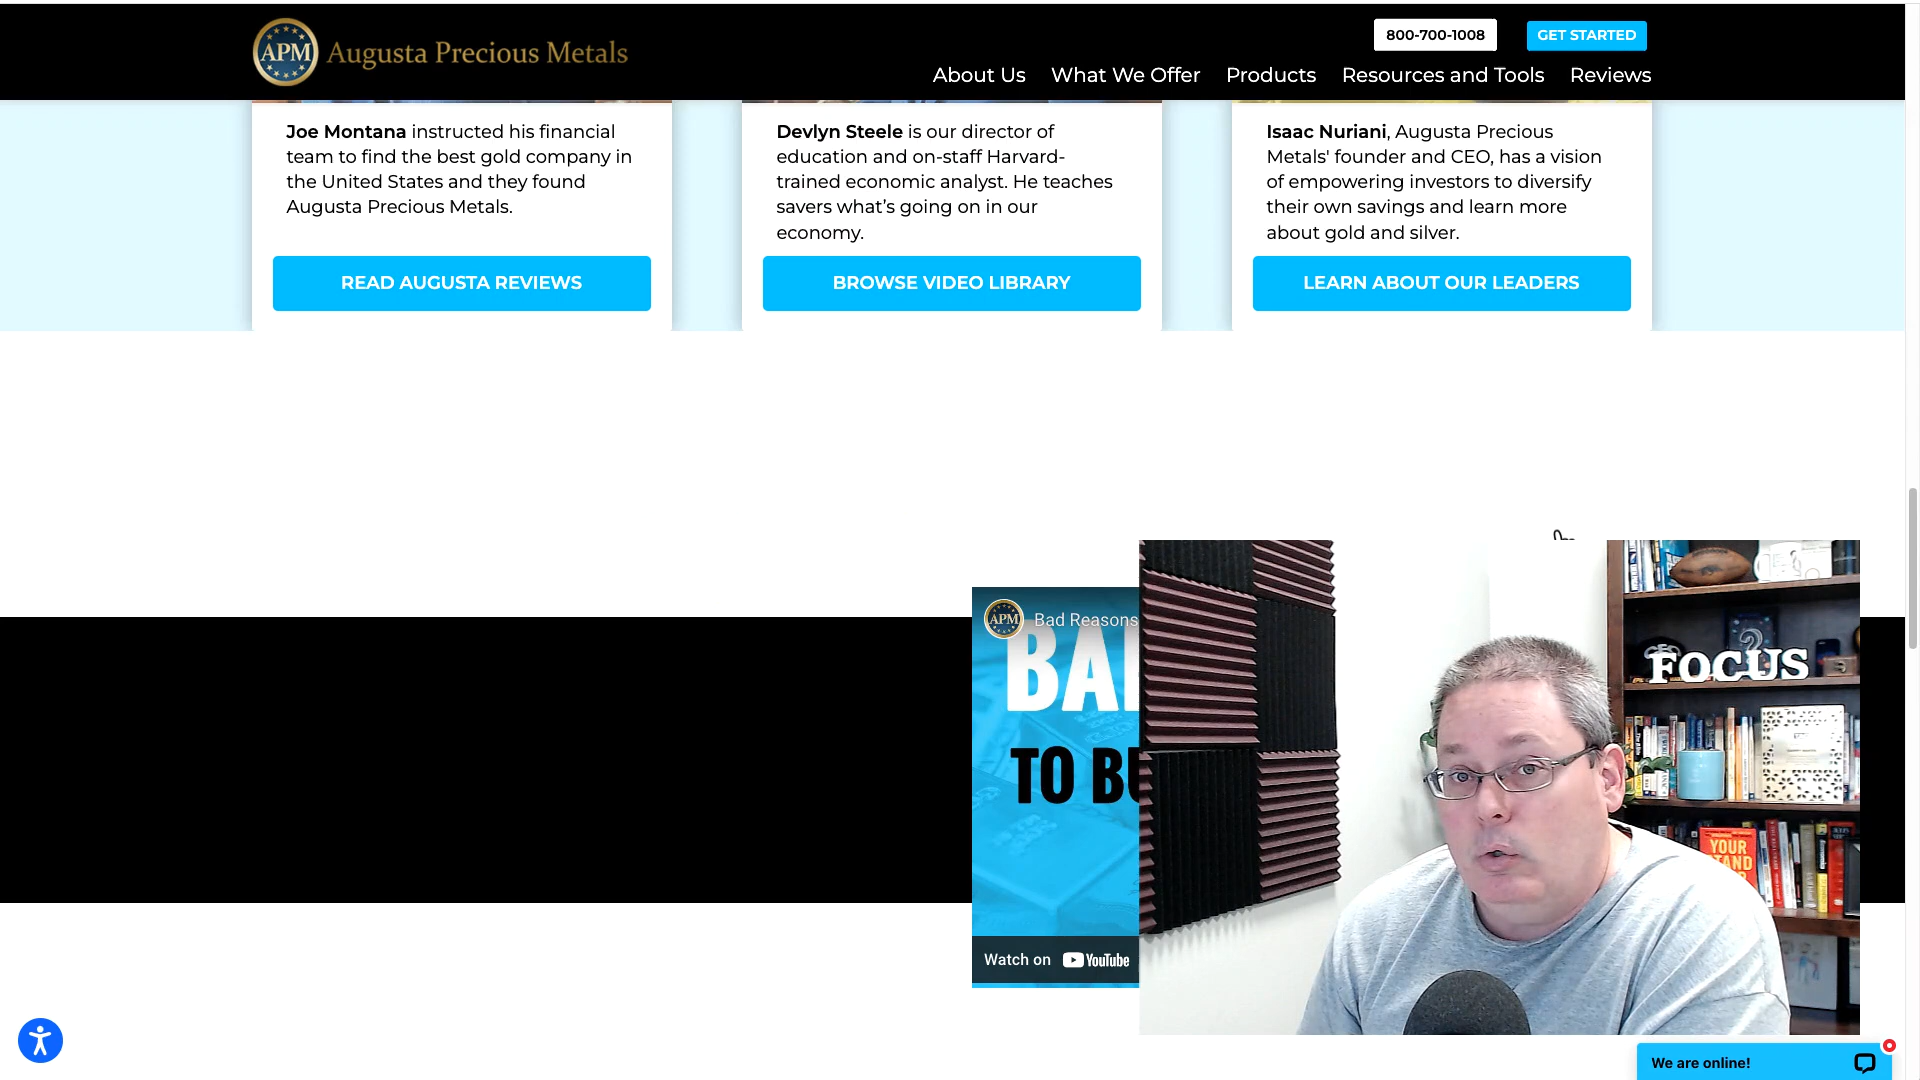 APM Augusta Precious Metals
800-700-1008
GET STARTED
About Us
What We Offer
Products
Resources and Tools
Reviews
Joe Montana instructed his financial
team to find the best gold company in
the United States and they found
Augusta Precious Metals.
READ AUGUSTA REVIEWS
Devlyn Steele is our director of
education and on-staff Harvard-
trained economic analyst. He teaches
savers what’s going on in our
economy.
BROWSE VIDEO LIBRARY
Isaac Nuriani, Augusta Precious
Metals' founder and CEO, has a vision
of empowering investors to diversify
their own savings and learn more
about gold and silver.
LEARN ABOUT OUR LEADERS
APM
Bad Reasons
TO
Watch on YouTube
FOCUS
YOUR
We are online!